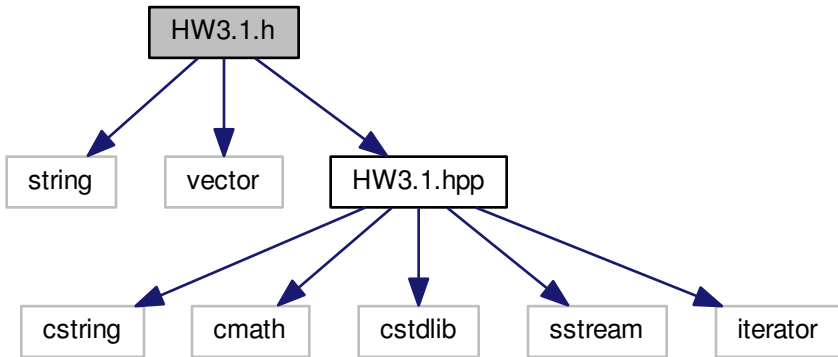 HW3.1.h
string
vector
HW3.1.hpp
cstring
cmath
cstdlib
sstream
iterator